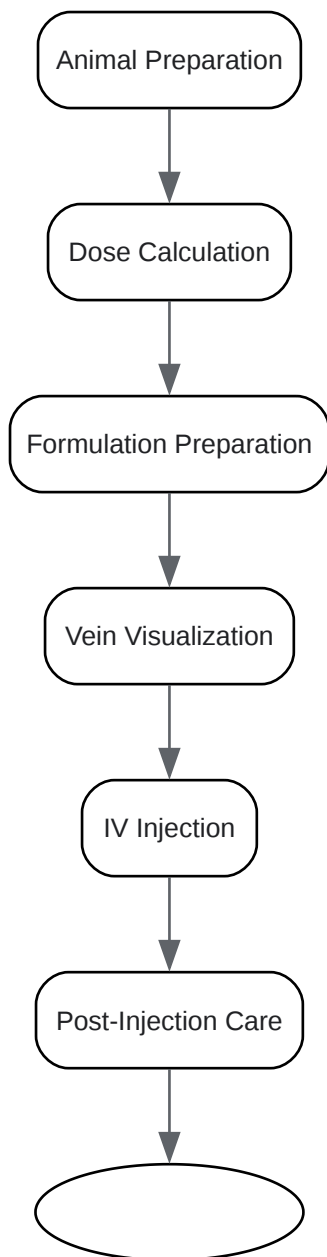 Animal Preparation
Dose Calculation
Formulation Preparation
Vein Visualization
IV Injection
Post-Injection Care